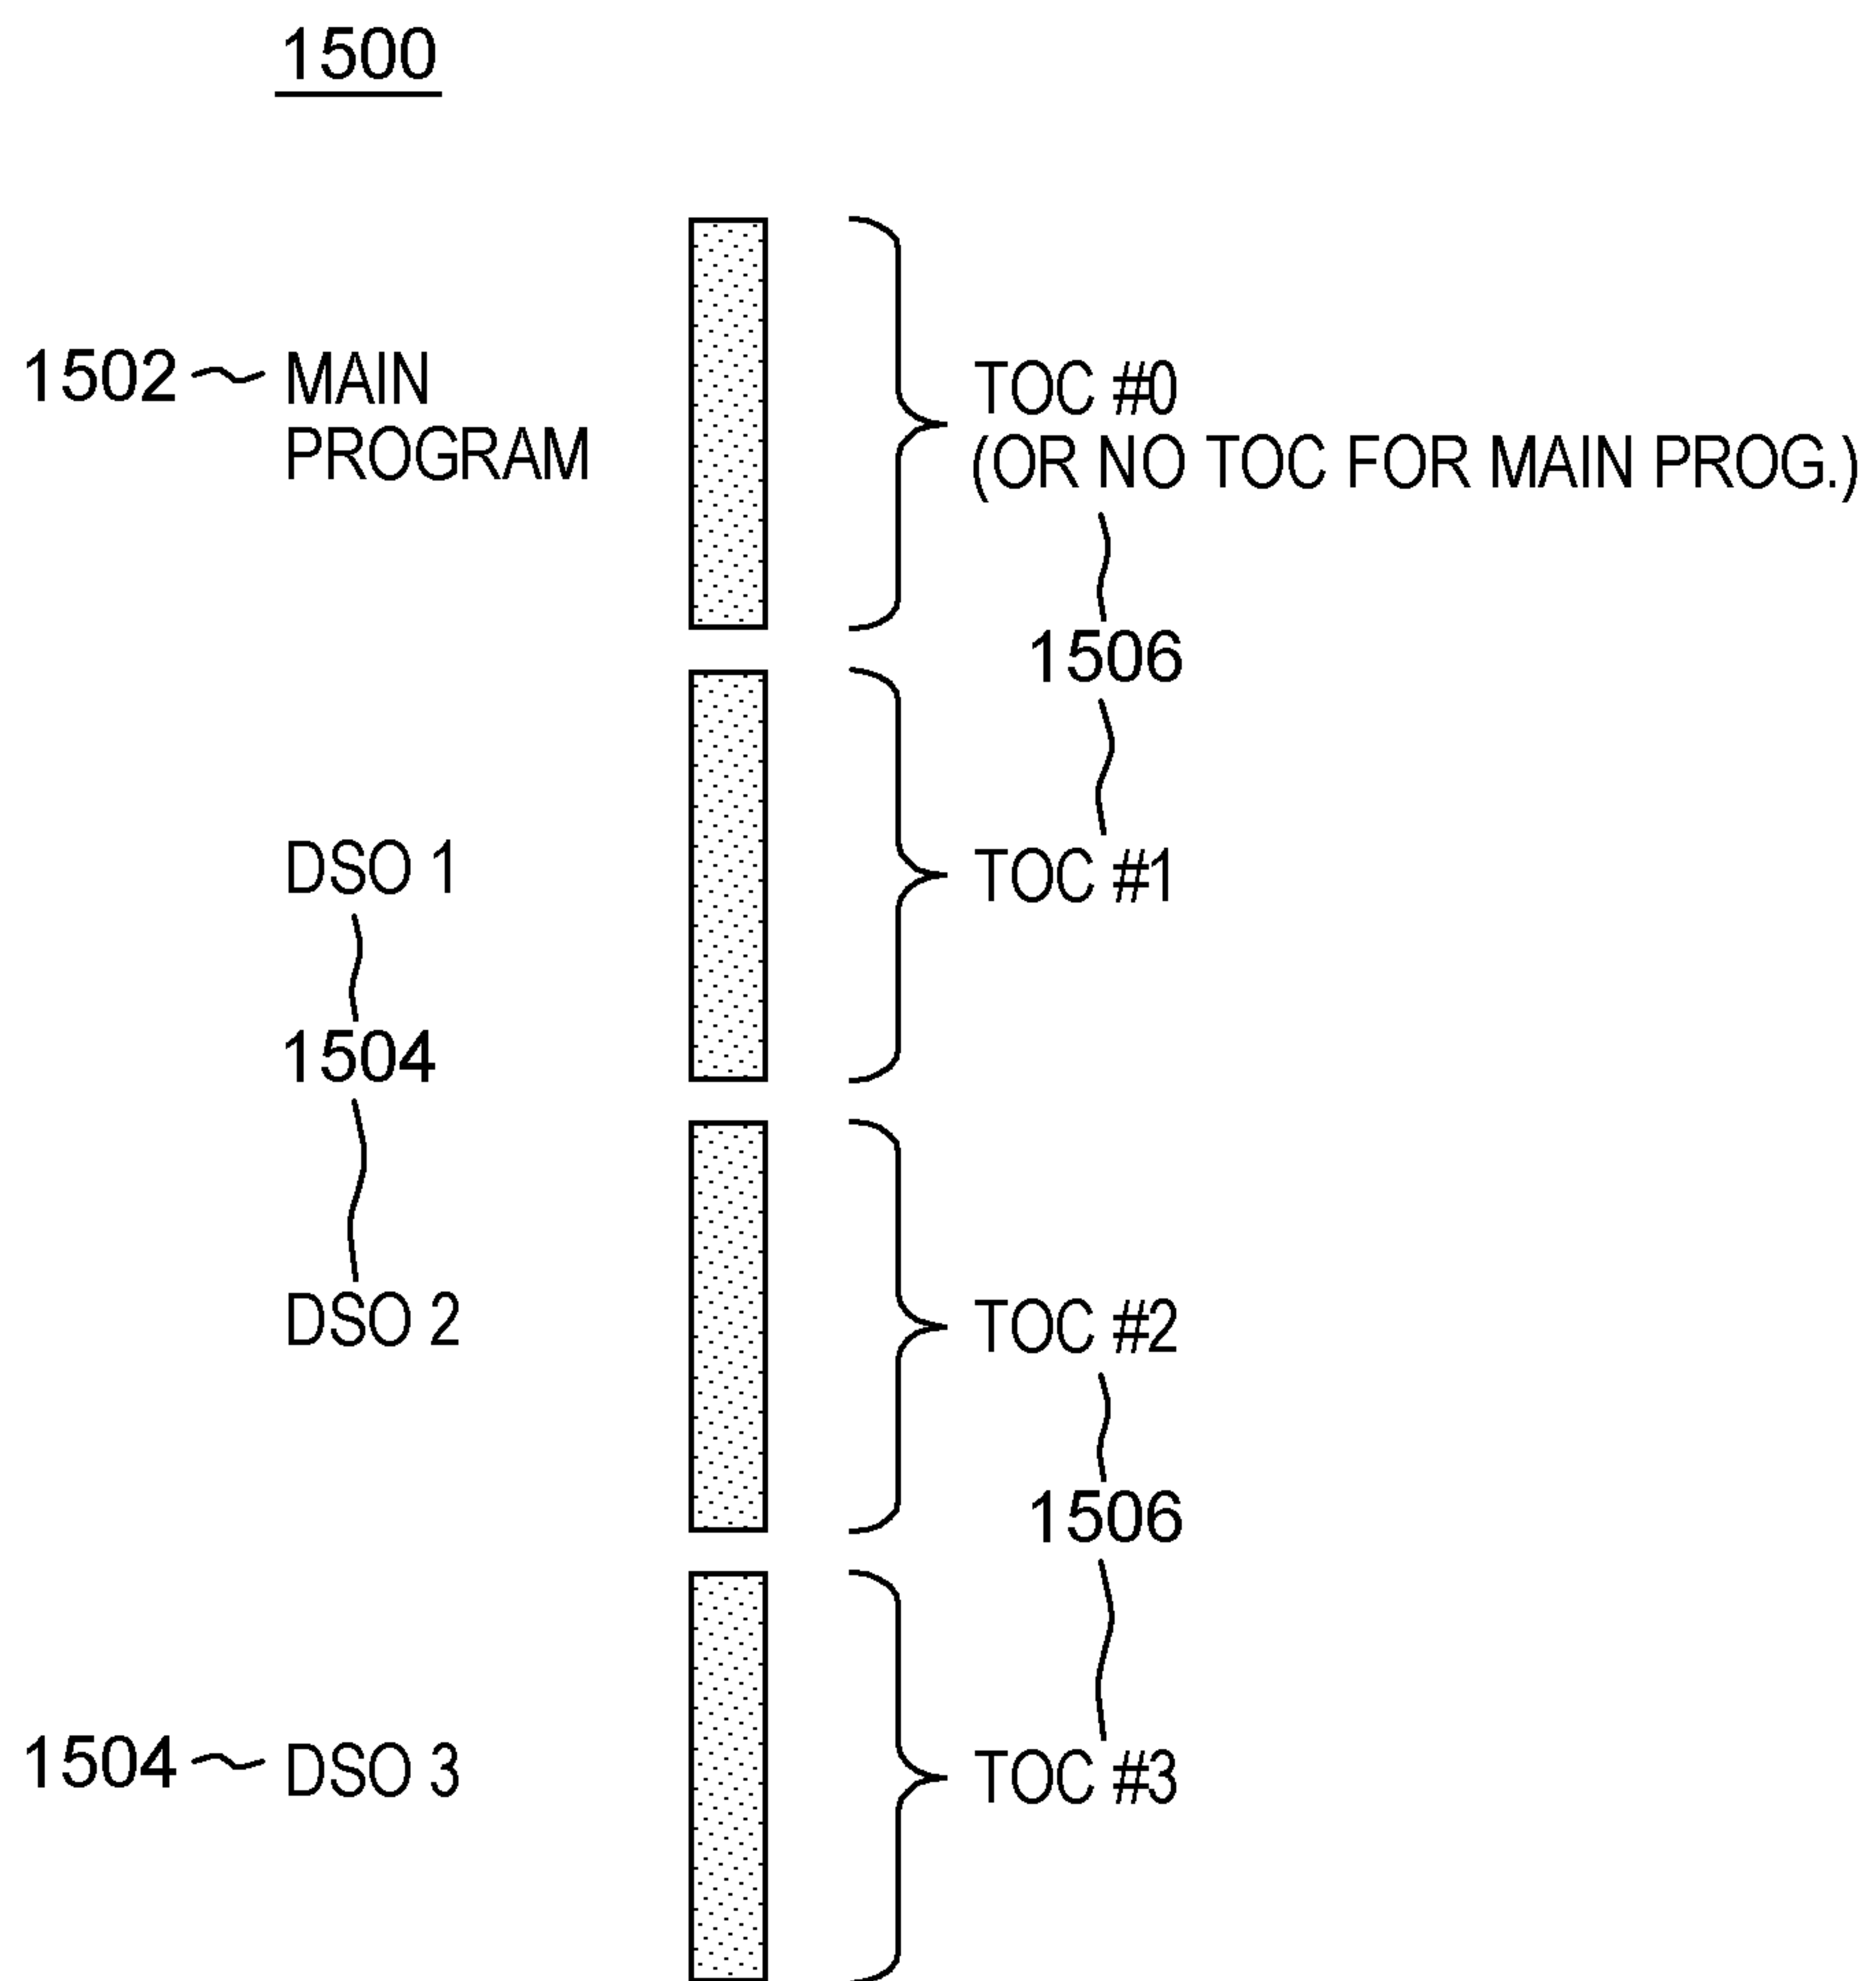 1500
1502 MAIN
PROGRAM
TOC #0
(OR NO TOC FOR MAIN PROG.)
1506
DSO 1
TOC #1
1504
DSO 2
TOC #2
1506
1504 DSO 3
TOC #3